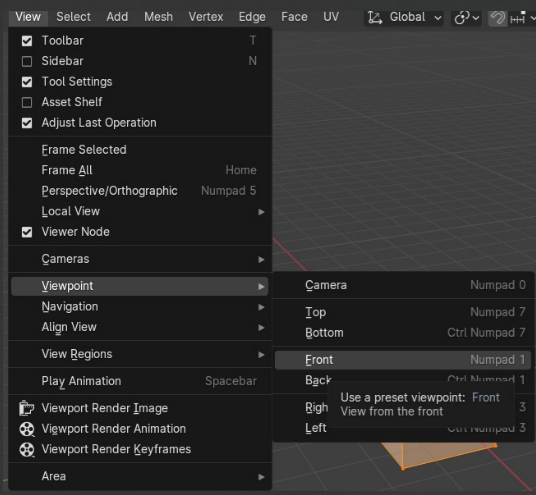 View Select Add Mesh Vertex Edge Face UV Global
Toolbar T
Sidebar N
Tool Settings
Asset Shelf
Adjust Last Operation
Frame Selected
Frame All Home
Perspective/Orthographic Numpad 5
Local View
Viewer Node
Cameras
Viewpoint
Navigation
Align View
View Regions
Play Animation Spacebar
Viewport Render Image
Viewport Render Animation
Viewport Render Keyframes
Area
Camera Numpad 0
Top Numpad 7
Bottom Ctrl Numpad 7
Front Numpad 1
Back Ctrl Numpad 1
Use a preset viewpoint: Front
View from the front
Righ 3
Left Ctrl Numpad 3